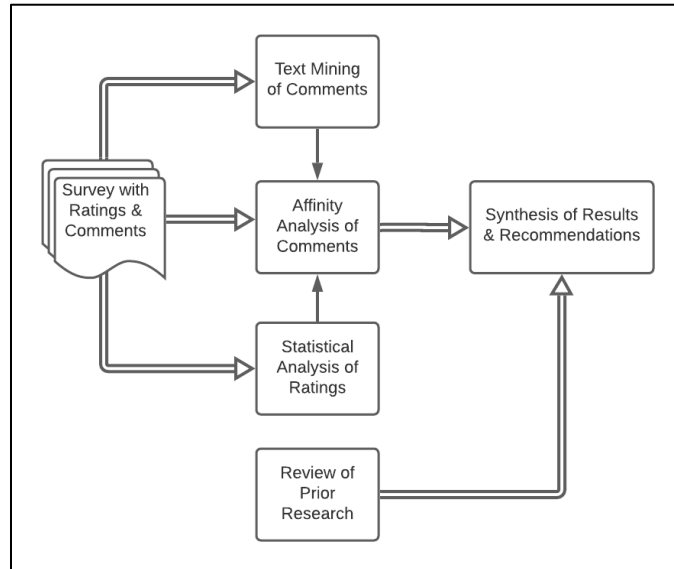 Text Mining
of Comments
Survey with
Ratings &
Comments
Affinity
Analysis of
Comments
Synthesis of Results
& Recommendations
Statistical
Analysis of
Ratings
Review of
Prior
Research